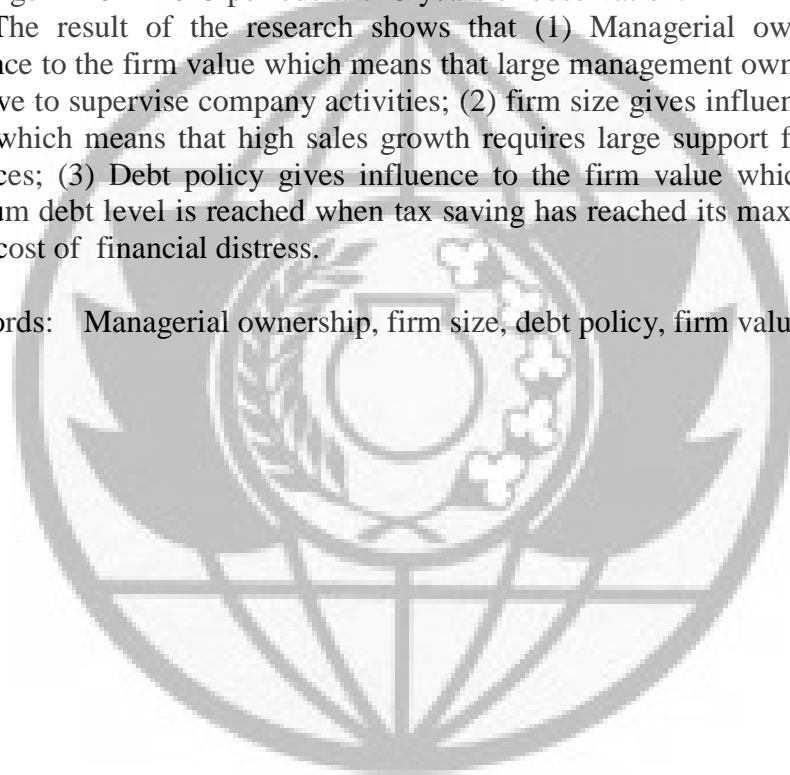 The result of the research shows that (1) Managerial ow
nce to the firm value which means that large management own
ve to supervise company activities; (2) firm size gives influen
which means that high sales growth requires large support f
ces; (3) Debt policy gives influence to the firm value whic
um debt level is reached when tax saving has reached its max
cost of financial distress.
ords: Managerial ownership, firm size, debt policy, firm valu